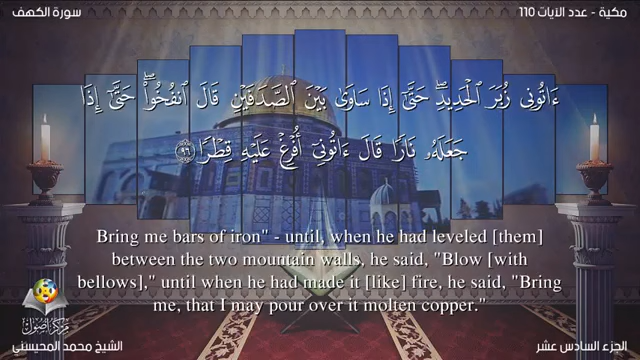 سورة الكهف
مكية - عدد الآيات 110
ءَاتُونِى زُبَرَ ٱلْحَدِيدِ ۖ حَتَّىٰٓ إِذَا سَاوَىٰ بَيْنَ ٱلصَّدَفَيْنِ قَالَ ٱنفُخُوا۟ ۖ حَتَّىٰٓ إِذَا
جَعَلَهُۥ نَارًۭا قَالَ ءَاتُونِىٓ أُفْرِغْ عَلَيْهِ قِطْرًۭا ٩٦
Bring me bars of iron" - until, when he had leveled [them]
between the two mountain walls, he said, "Blow [with
bellows]," until when he had made it [like] fire, he said, "Bring
me, that I may pour over it molten copper."
الشيخ محمد المحيسني
الجزء السادس عشر